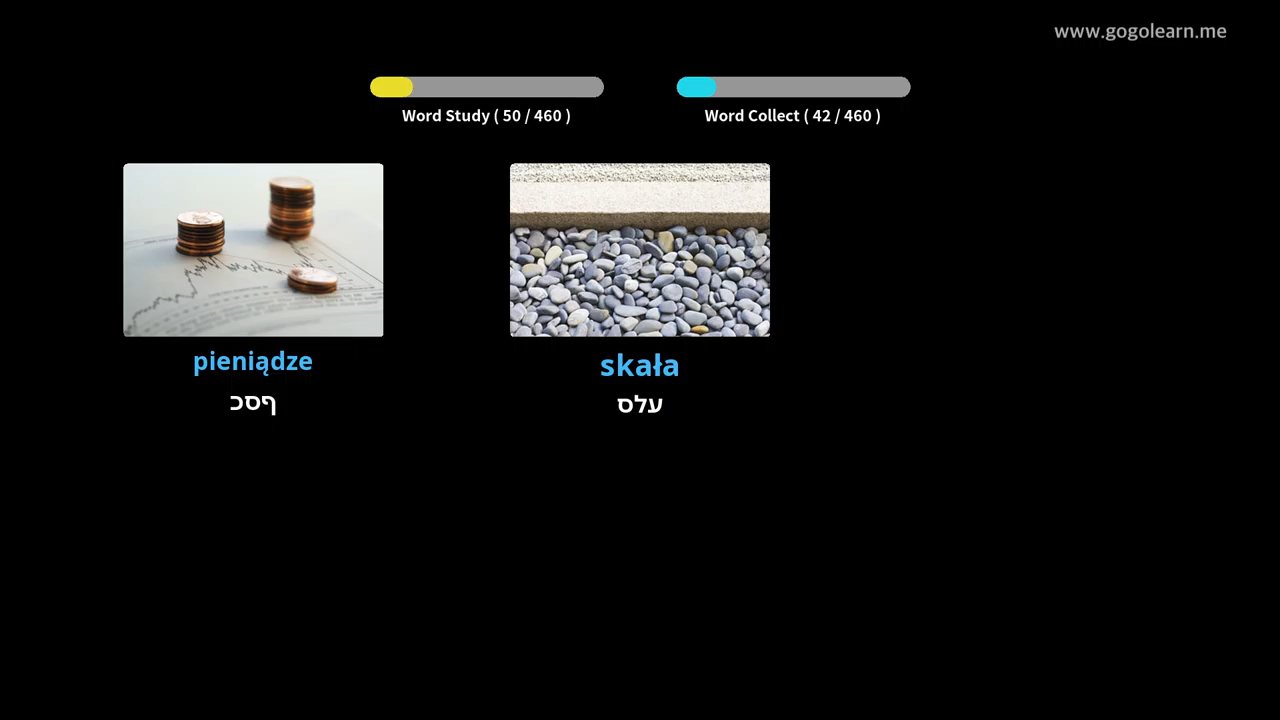 www.gogolearn.me
Word Study ( 50 / 460 )
Word Collect ( 42 / 460 )
pieniądze
כסף
skała
סלע